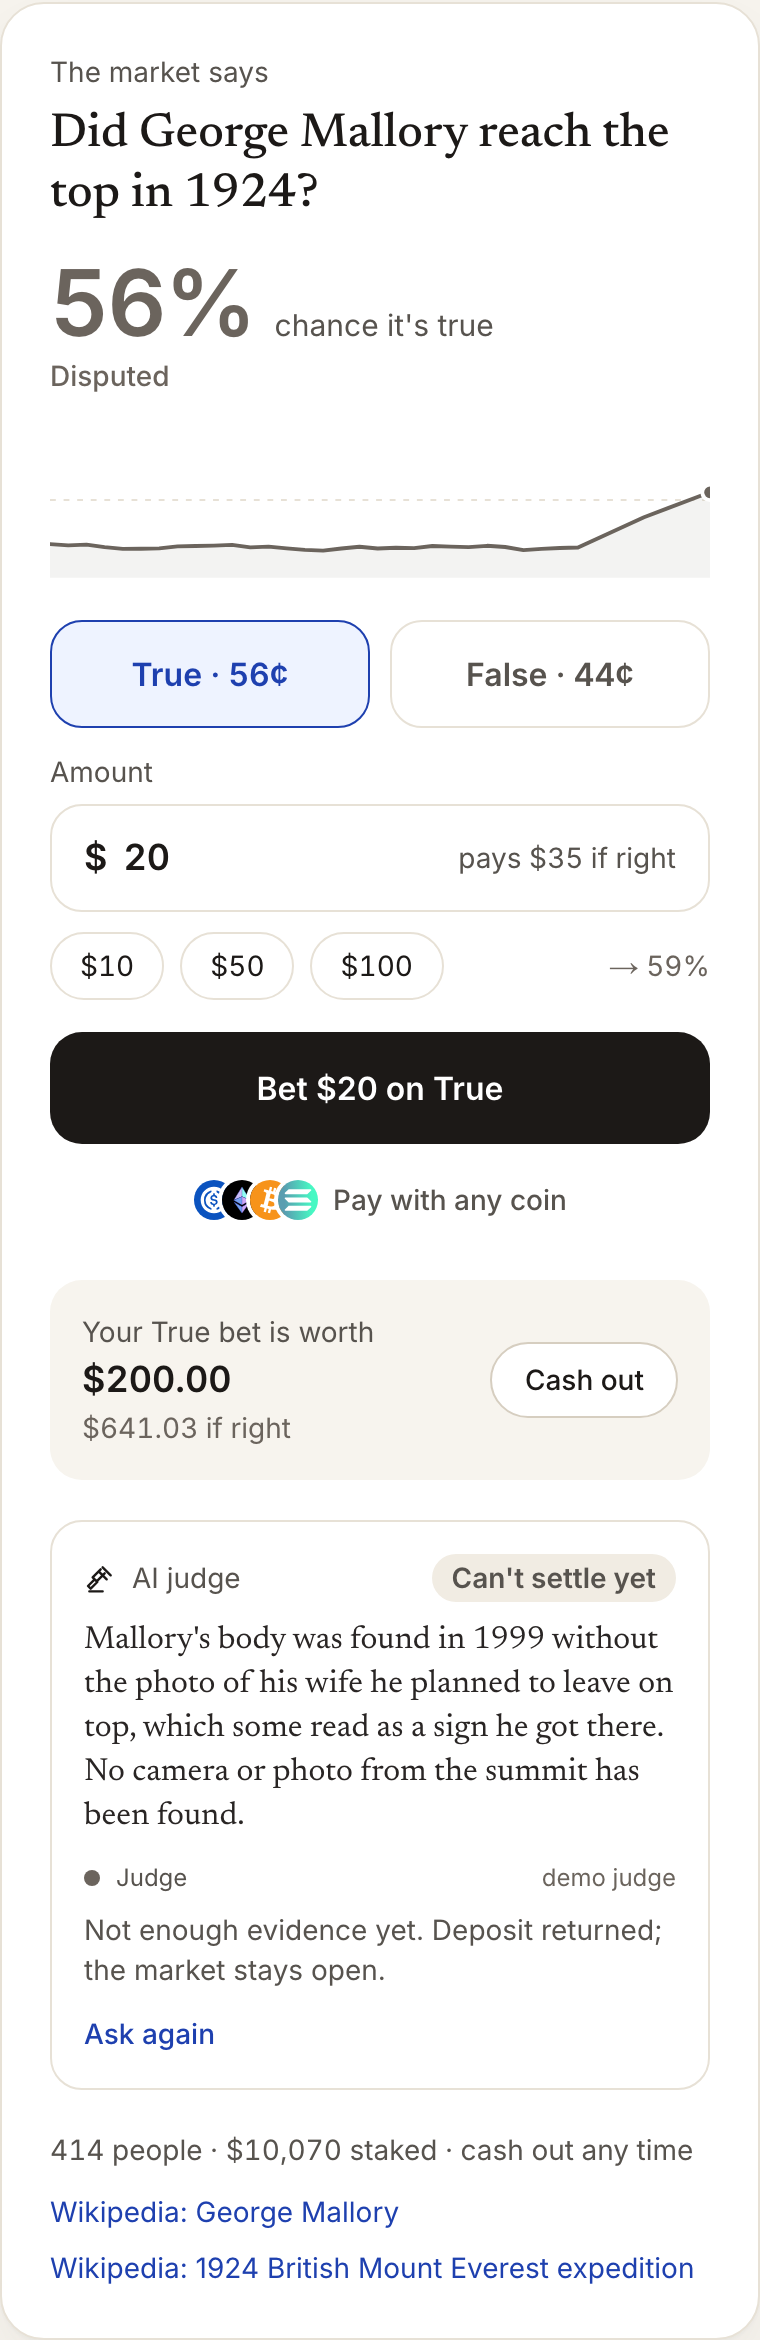 The market says
Did George Mallory reach the
top in 1924?
56% chance it's true
Disputed
True · 56¢
False · 44¢
Amount
$ 20
pays $35 if right
$10
$50
$100
→ 59%
Bet $20 on True
Pay with any coin
Your True bet is worth
$200.00
Cash out
$641.03 if right
AI judge
Can't settle yet
Mallory's body was found in 1999 without
the photo of his wife he planned to leave on
top, which some read as a sign he got there.
No camera or photo from the summit has
been found.
Judge
demo judge
Not enough evidence yet. Deposit returned;
the market stays open.
Ask again
414 people · $10,070 staked · cash out any time
Wikipedia: George Mallory
Wikipedia: 1924 British Mount Everest expedition